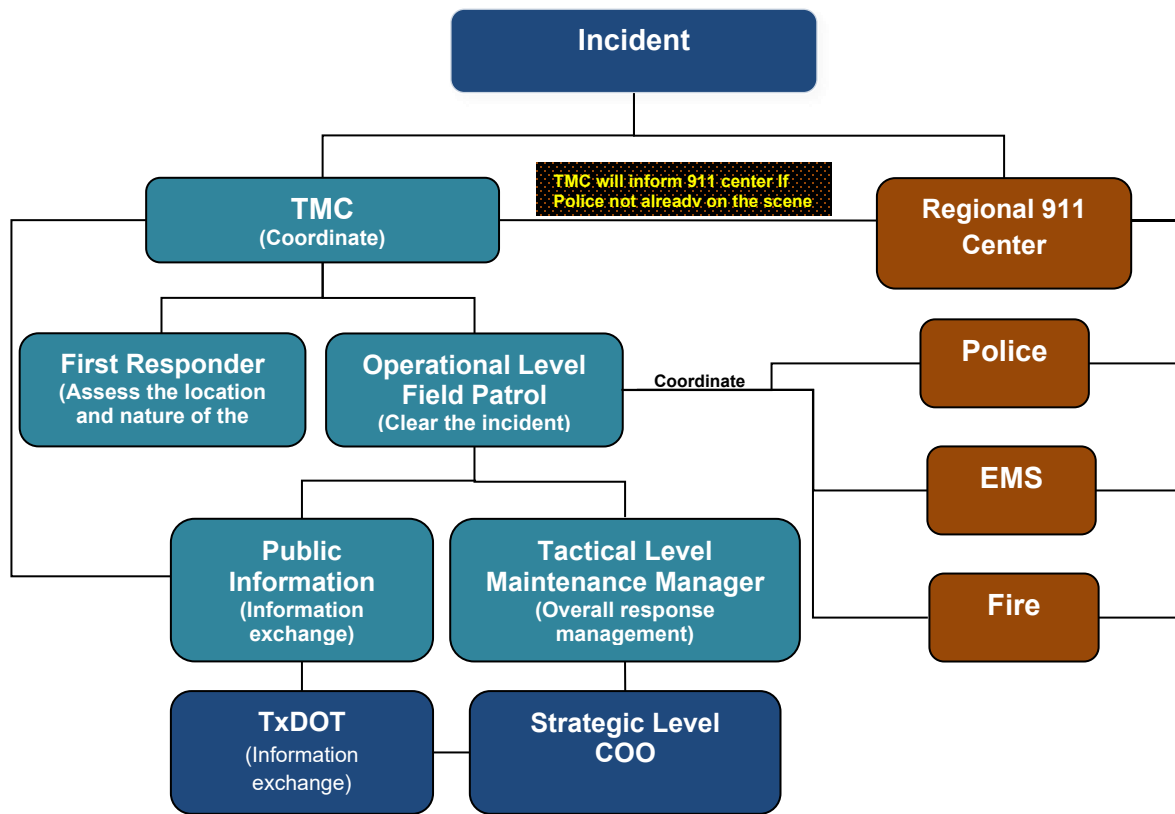 Incident
TMC will inform 911 center If
Police not already on the scene
TMC
(Coordinate)
Regional 911
Center
First Responder
(Assess the location
and nature of the
Operational Level
Field Patrol
(Clear the incident)
Coordinate
Police
EMS
Public
Information
(Information
exchange)
Tactical Level
Maintenance Manager
(Overall response
management)
Fire
TxDOT
(Information
exchange)
Strategic Level
COO